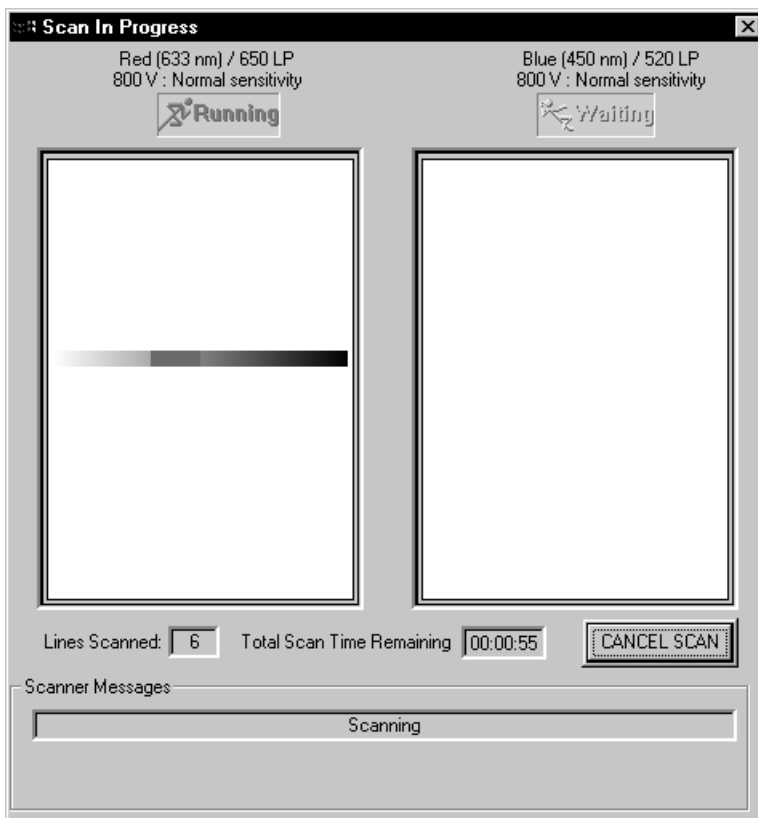 Scan In Progress
Red (633 nm) / 650 LP
800 V : Normal sensitivity
Running
Blue (450 nm) / 520 LP
800 V : Normal sensitivity
Waiting
Lines Scanned: 6 Total Scan Time Remaining 00:00:55 CANCEL SCAN
Scanner Messages
Scanning